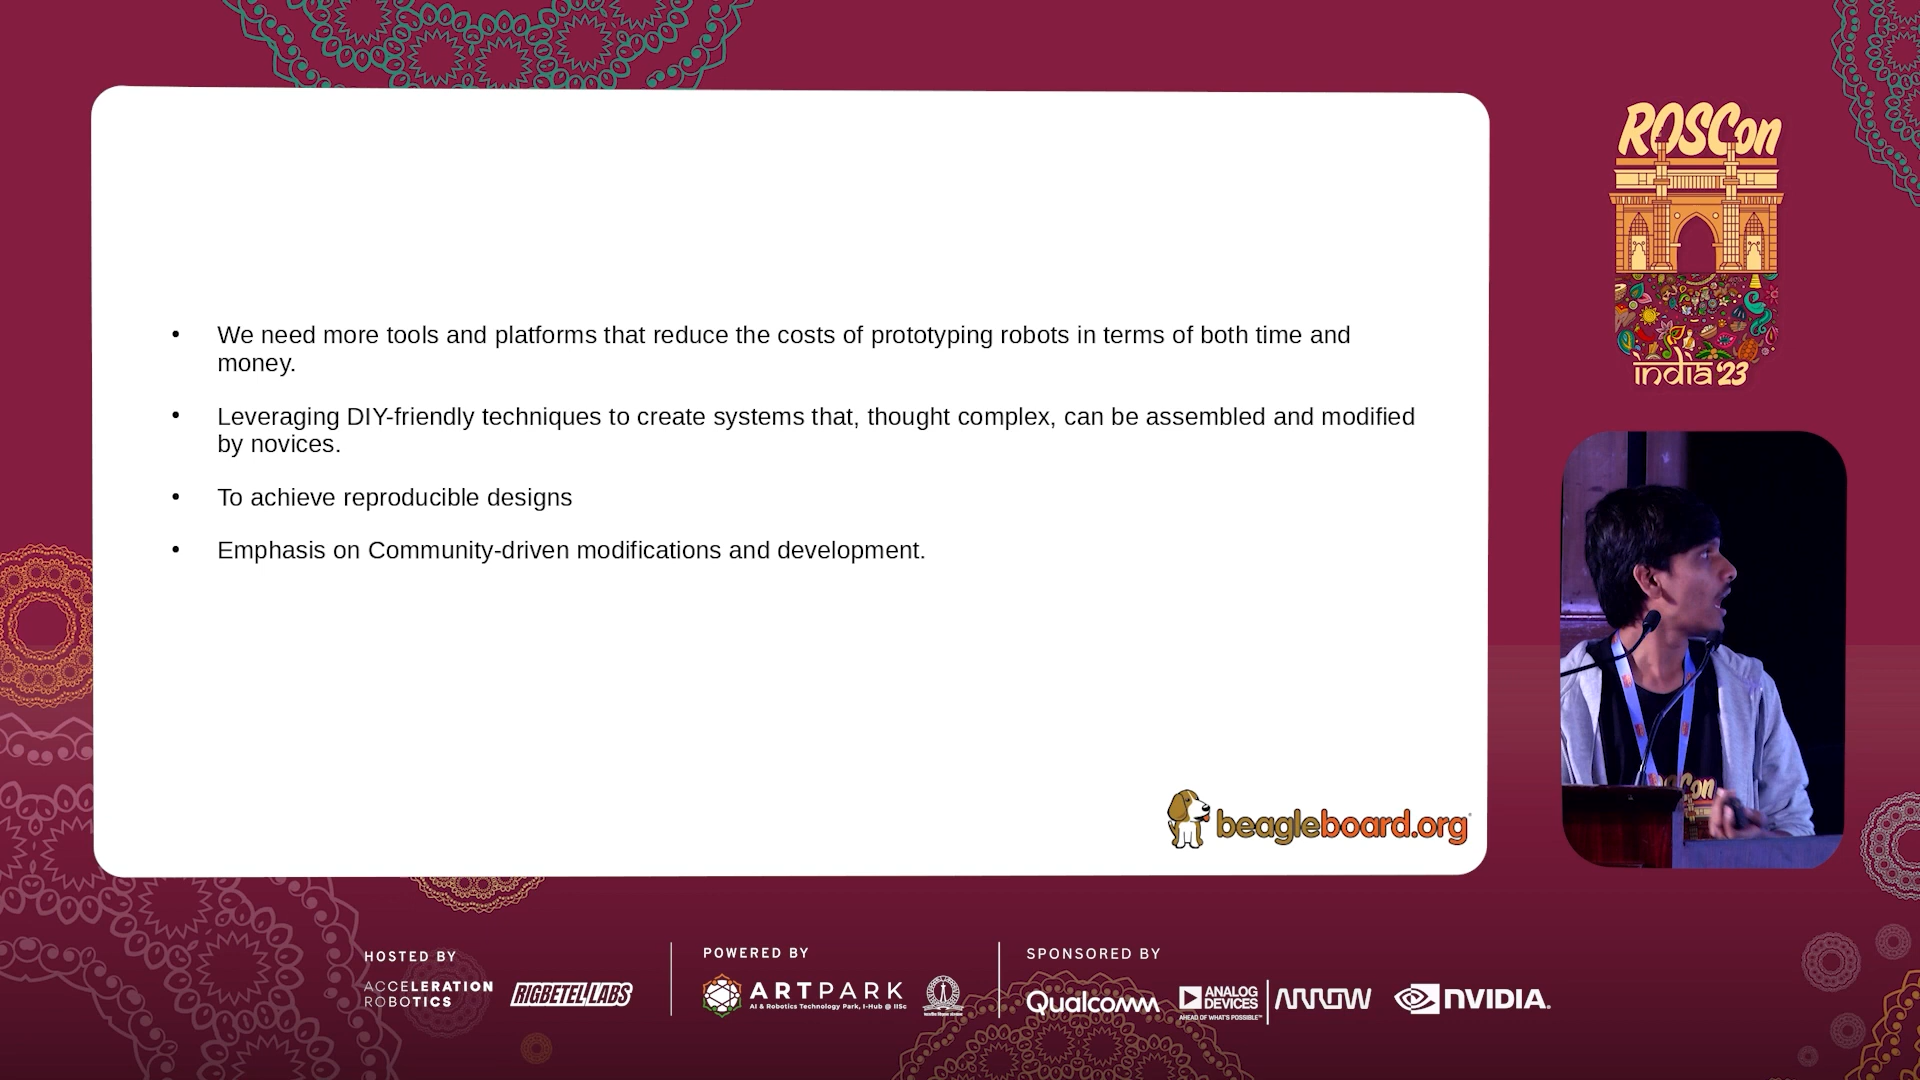 ROSCon
india'23
• We need more tools and platforms that reduce the costs of prototyping robots in terms of both time and
money.
• Leveraging DIY-friendly techniques to create systems that, thought complex, can be assembled and modified
by novices.
• To achieve reproducible designs
• Emphasis on Community-driven modifications and development.
beagleboard.org
Con
HOSTED BY
ACCELERATION
ROBOTICS
RIGBETEL LABS
POWERED BY
ARTPARK
AI & Robotics Technology Park, I-Hub @ IISc
SPONSORED BY
Qualcomm
ANALOG
DEVICES
AHEAD OF WHAT'S POSSIBLE™
ARROW
NVIDIA.